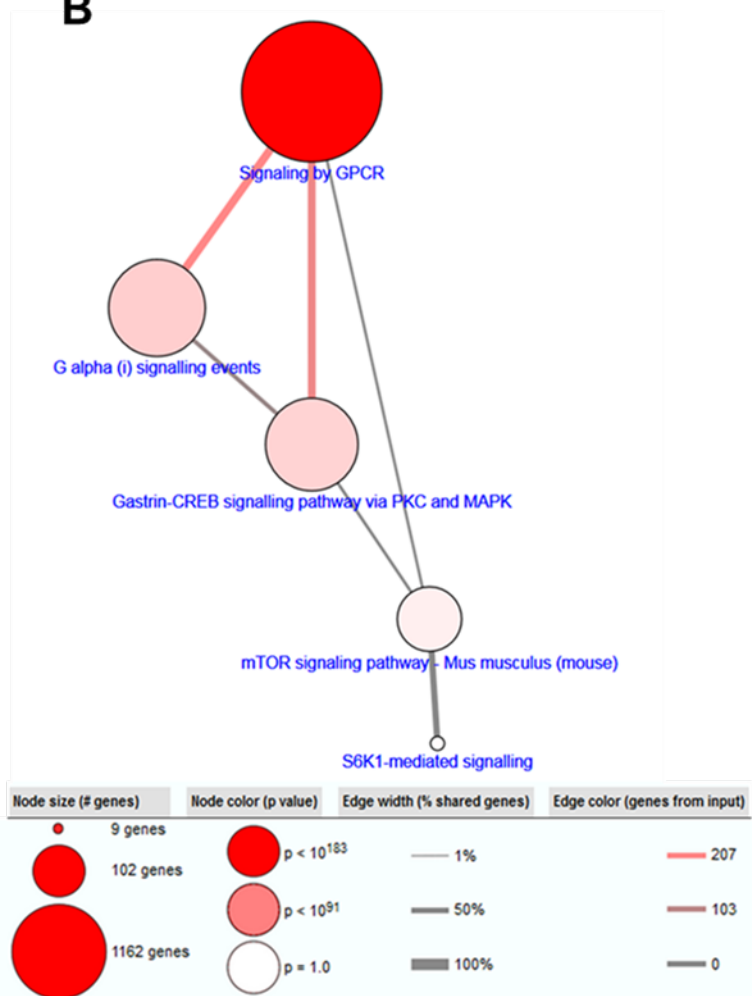 B
Signaling by GPCR
G alpha (i) signalling events
Gastrin-CREB signalling pathway via PKC and MAPK
mTOR signaling pathway - Mus musculus (mouse)
S6K1-mediated signalling
Node size (# genes)
9 genes
102 genes
1162 genes
Node color (p value)
p < 10183
p < 1091
p = 1.0
Edge width (% shared genes)
1%
50%
100%
Edge color (genes from input)
207
103
0